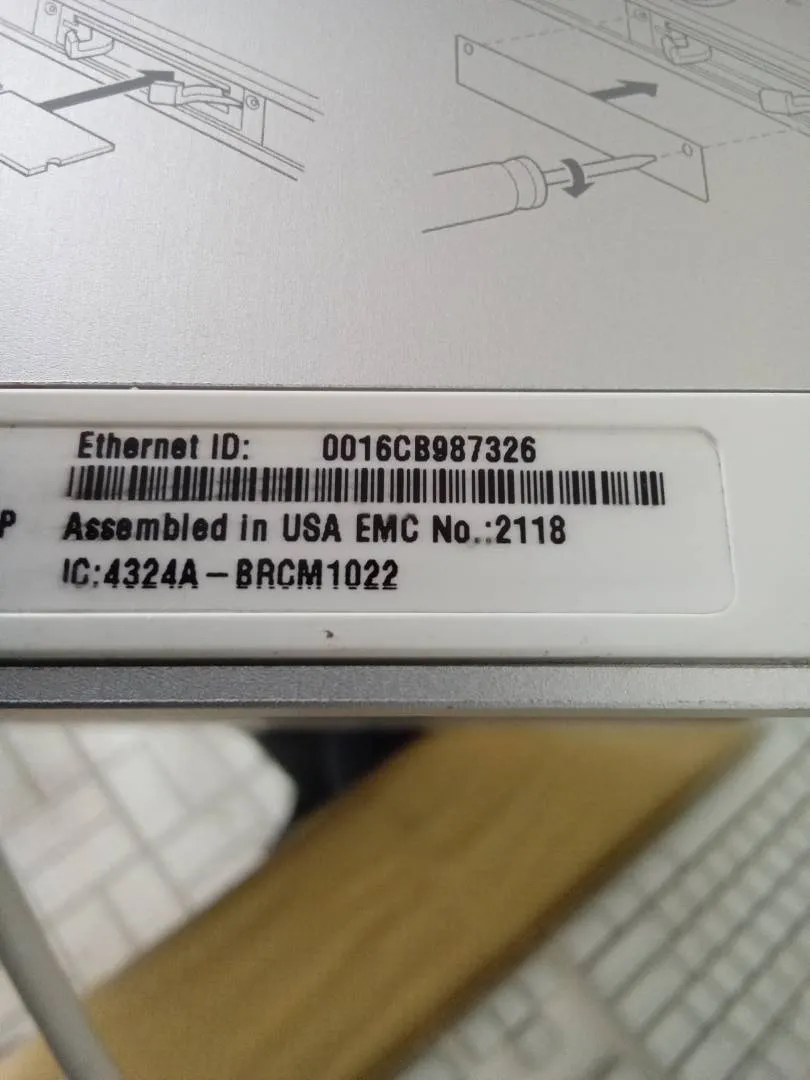 Ethernet ID: 0016CB987326
P
Assembled in USA EMC No.:2118
IC:4324A-BRCM1022